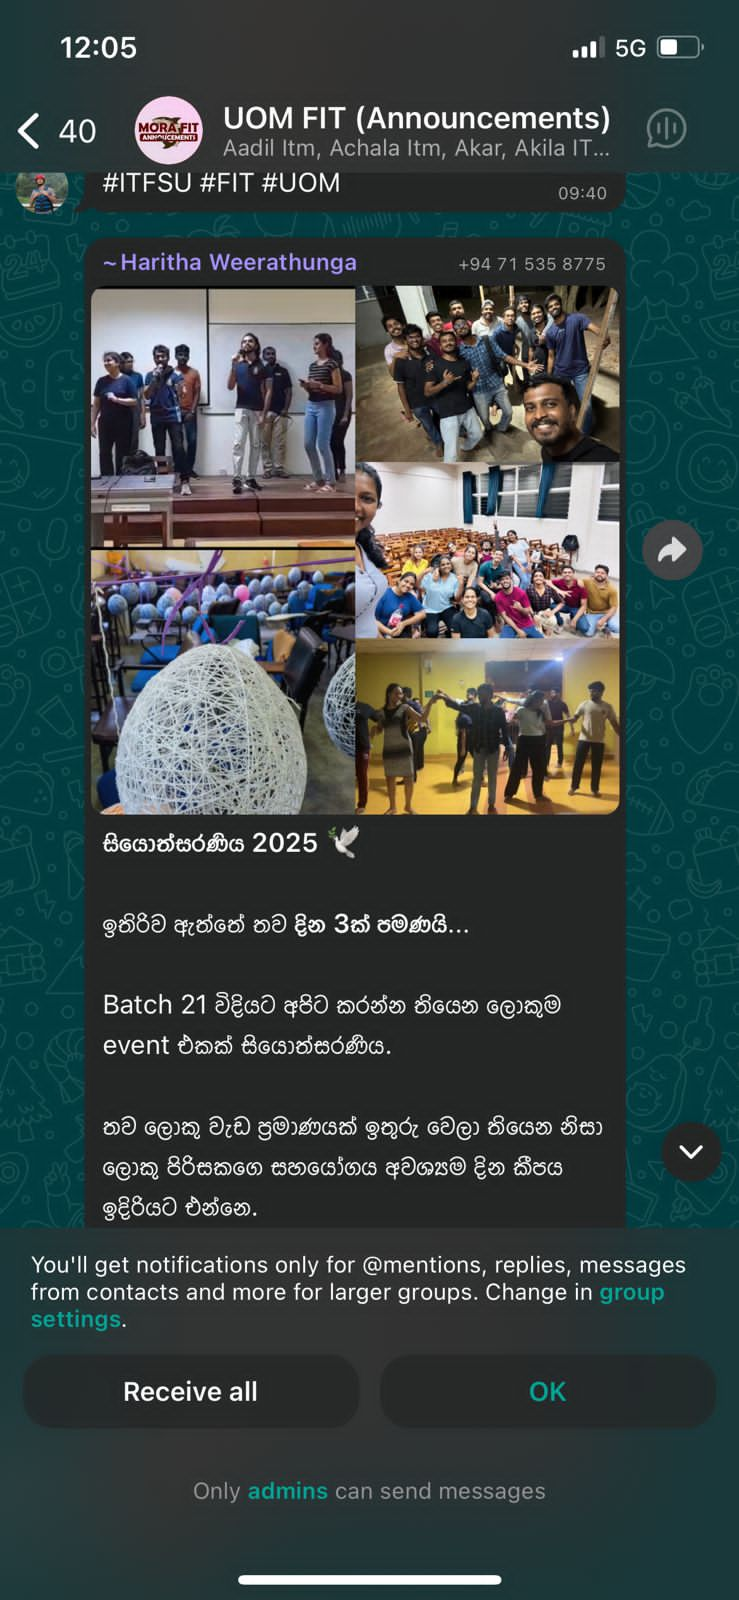 12:05
5G
40
MORA FIT
ANNOUCEMENTS
UOM FIT (Announcements)
Aadil Itm, Achala Itm, Akar, Akila IT...
#ITFSU #FIT #UOM
09:40
~Haritha Weerathunga
+94 71 535 8775
සියොත්සරණිය 2025 🕊️
ඉතිරිව ඇත්තේ තව දින 3ක් පමණයි...
Batch 21 විදියට අපිට කරන්න තියෙන ලොකුම
event එකක් සියොත්සරණිය.
තව ලොකු වැඩ ප්‍රමාණයක් ඉතුරු වෙලා තියෙන නිසා
ලොකු පිරිසකගෙ සහයෝගය අවශ්‍යම දින කීපය
ඉදිරියට එන්නෙ.
You'll get notifications only for @mentions, replies, messages
from contacts and more for larger groups. Change in group
settings.
Receive all
OK
Only admins can send messages